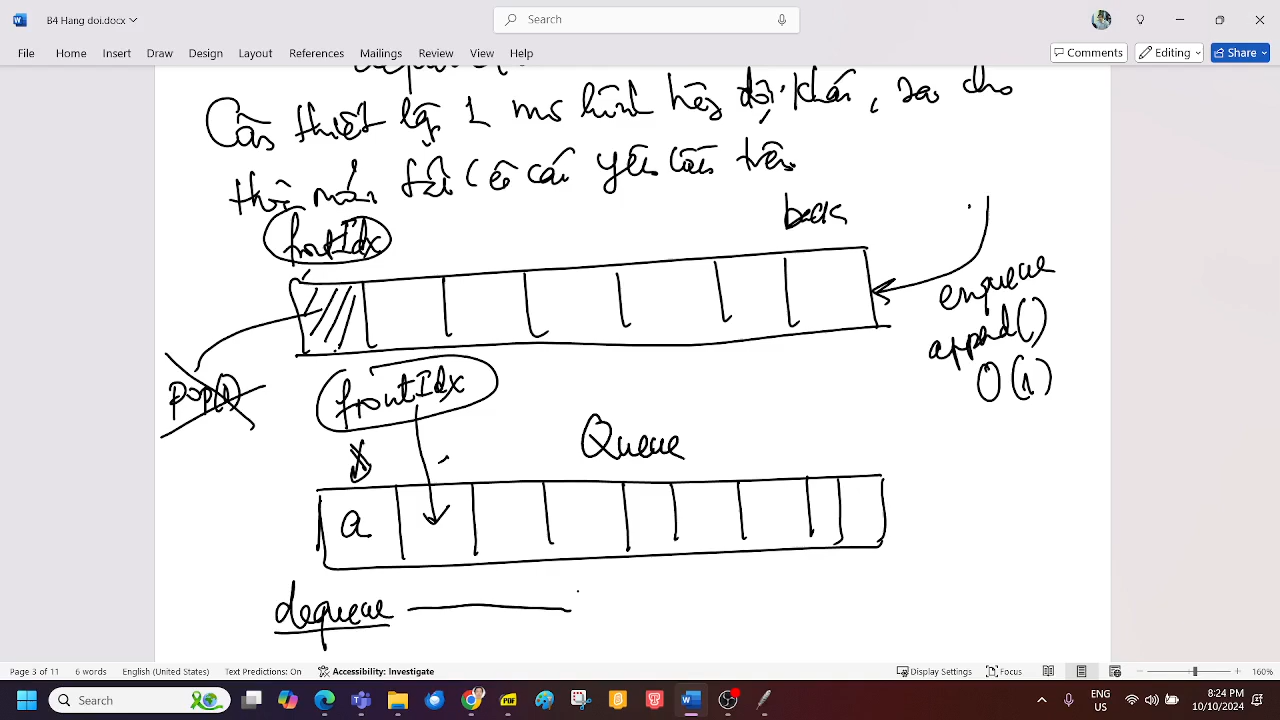 B4 Hang doi.docx
Search
File Home Insert Draw Design Layout References Mailings Review View Help
Comments Editing Share
Cần thiết lập 1 mô hình hàng đợi khác, sao cho
thỏa mãn tất cả các yêu cầu trên
back
frontIdx
enqueue
append()
O(1)
frontIdx
Queue
a
dequeue
Page 3 of 11 6 words English (United States) Text Predictions: On Accessibility: Investigate Display Settings Focus 160%
Search
ENG
US
8:24 PM
10/10/2024